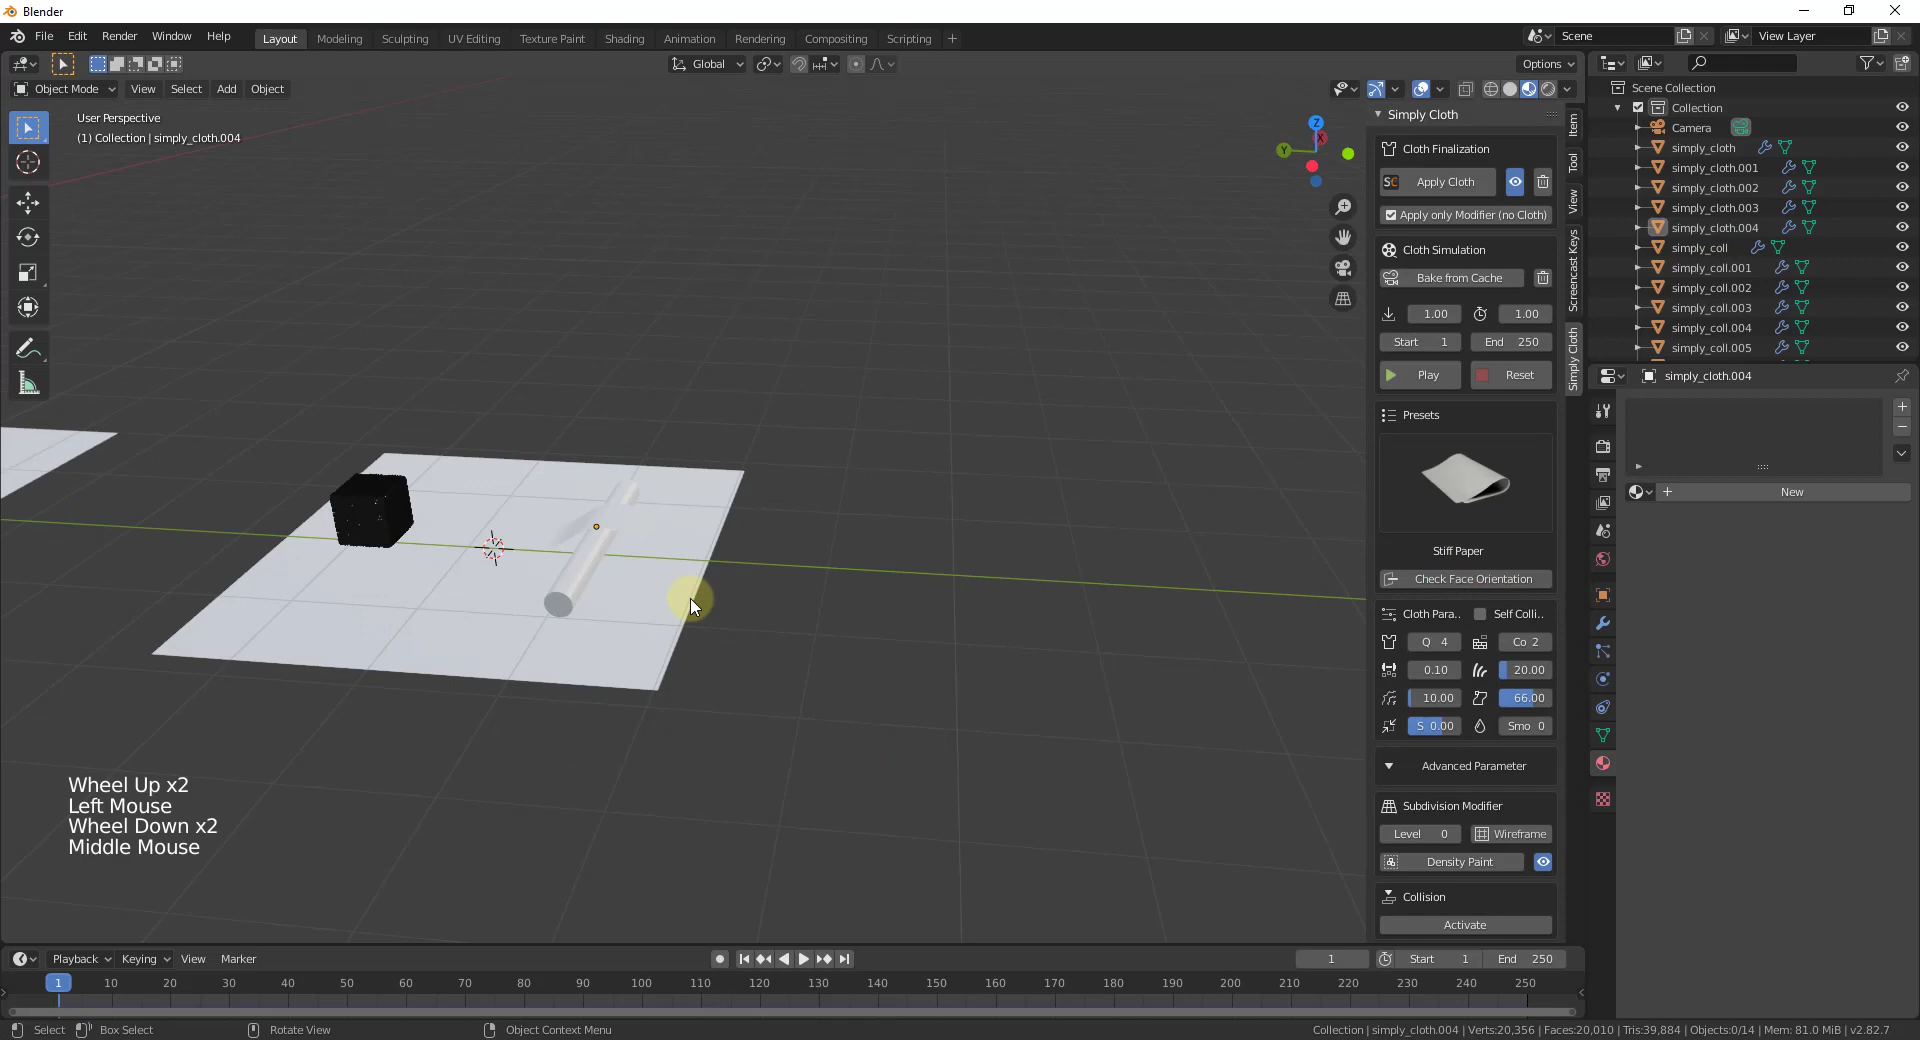 Blender
File Edit Render Window Help
Layout Modeling Sculpting UV Editing Texture Paint Shading Animation Rendering Compositing Scripting +
Scene
View Layer
Global
Options
Object Mode View Select Add Object
User Perspective
(1) Collection | simply_cloth.004
Z
X
Y
Simply Cloth
Cloth Finalization
SC Apply Cloth
Apply only Modifier (no Cloth)
Cloth Simulation
Bake from Cache
1.00 1.00
Start 1 End 250
Play Reset
Presets
Stiff Paper
Check Face Orientation
Cloth Para.. Self Colli..
Q 4 Co 2
0.10 20.00
10.00 66.00
S 0.00 Smo 0
Advanced Parameter
Subdivision Modifier
Level 0 Wireframe
Density Paint
Collision
Activate
Item
Tool
View
Screencast Keys
Simply Cloth
Scene Collection
Collection
Camera
simply_cloth
simply_cloth.001
simply_cloth.002
simply_cloth.003
simply_cloth.004
simply_coll
simply_coll.001
simply_coll.002
simply_coll.003
simply_coll.004
simply_coll.005
simply_cloth.004
+ New
Wheel Up x2
Left Mouse
Wheel Down x2
Middle Mouse
Playback Keying View Marker
1 Start 1 End 250
1 10 20 30 40 50 60 70 80 90 100 110 120 130 140 150 160 170 180 190 200 210 220 230 240 250
Select Box Select Rotate View Object Context Menu
Collection | simply_cloth.004 | Verts:20,356 | Faces:20,010 | Tris:39,884 | Objects:0/14 | Mem: 81.0 MiB | v2.82.7